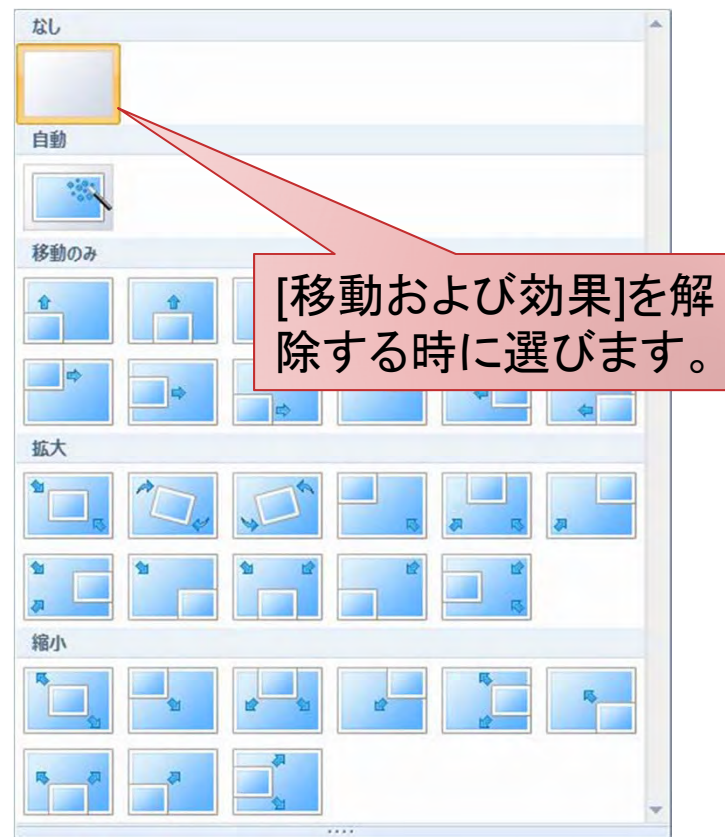 なし
自動
移動のみ
[移動および効果]を解
除する時に選びます。
拡大
縮小